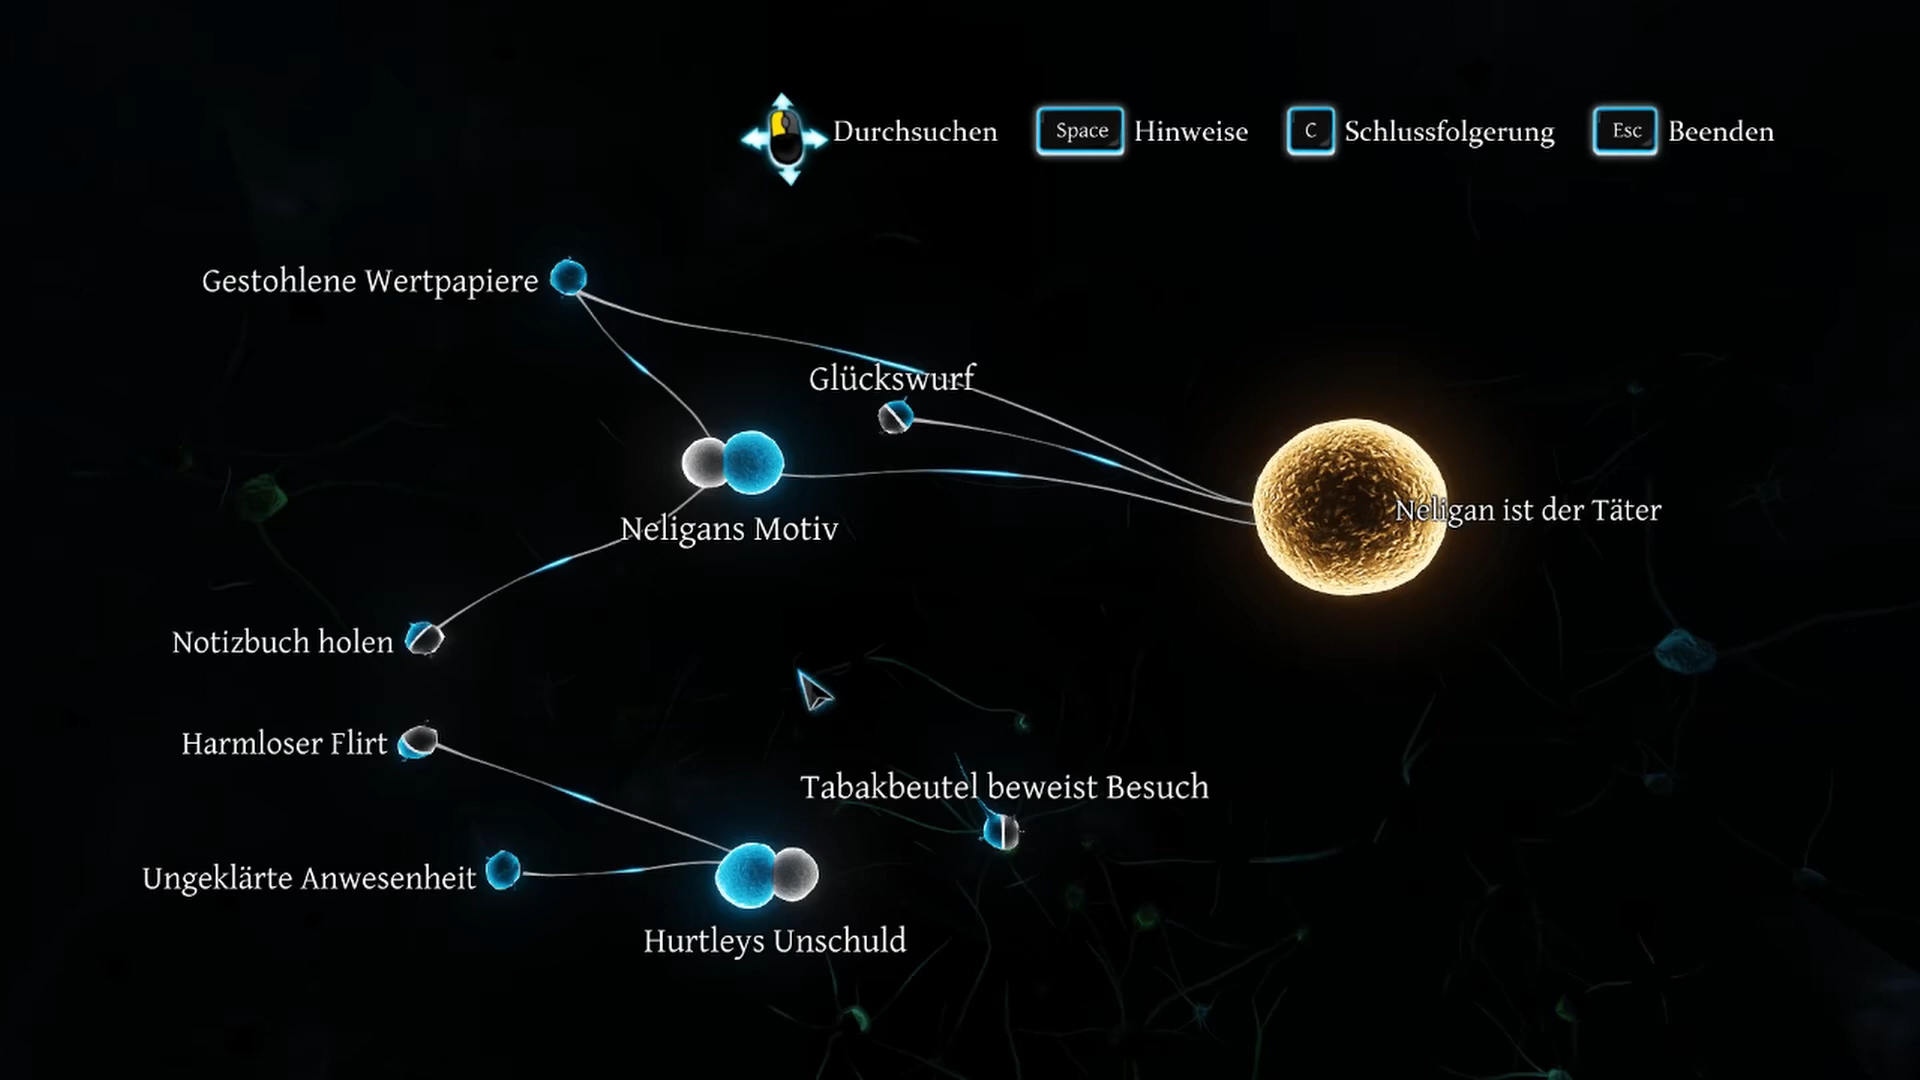 Durchsuchen
Space Hinweise
C Schlussfolgerung
Esc Beenden
Gestohlene Wertpapiere
Glückswurf
Neligan ist der Täter
Neligans Motiv
Notizbuch holen
Harmloser Flirt
Tabakbeutel beweist Besuch
Ungeklärte Anwesenheit
Hurtleys Unschuld